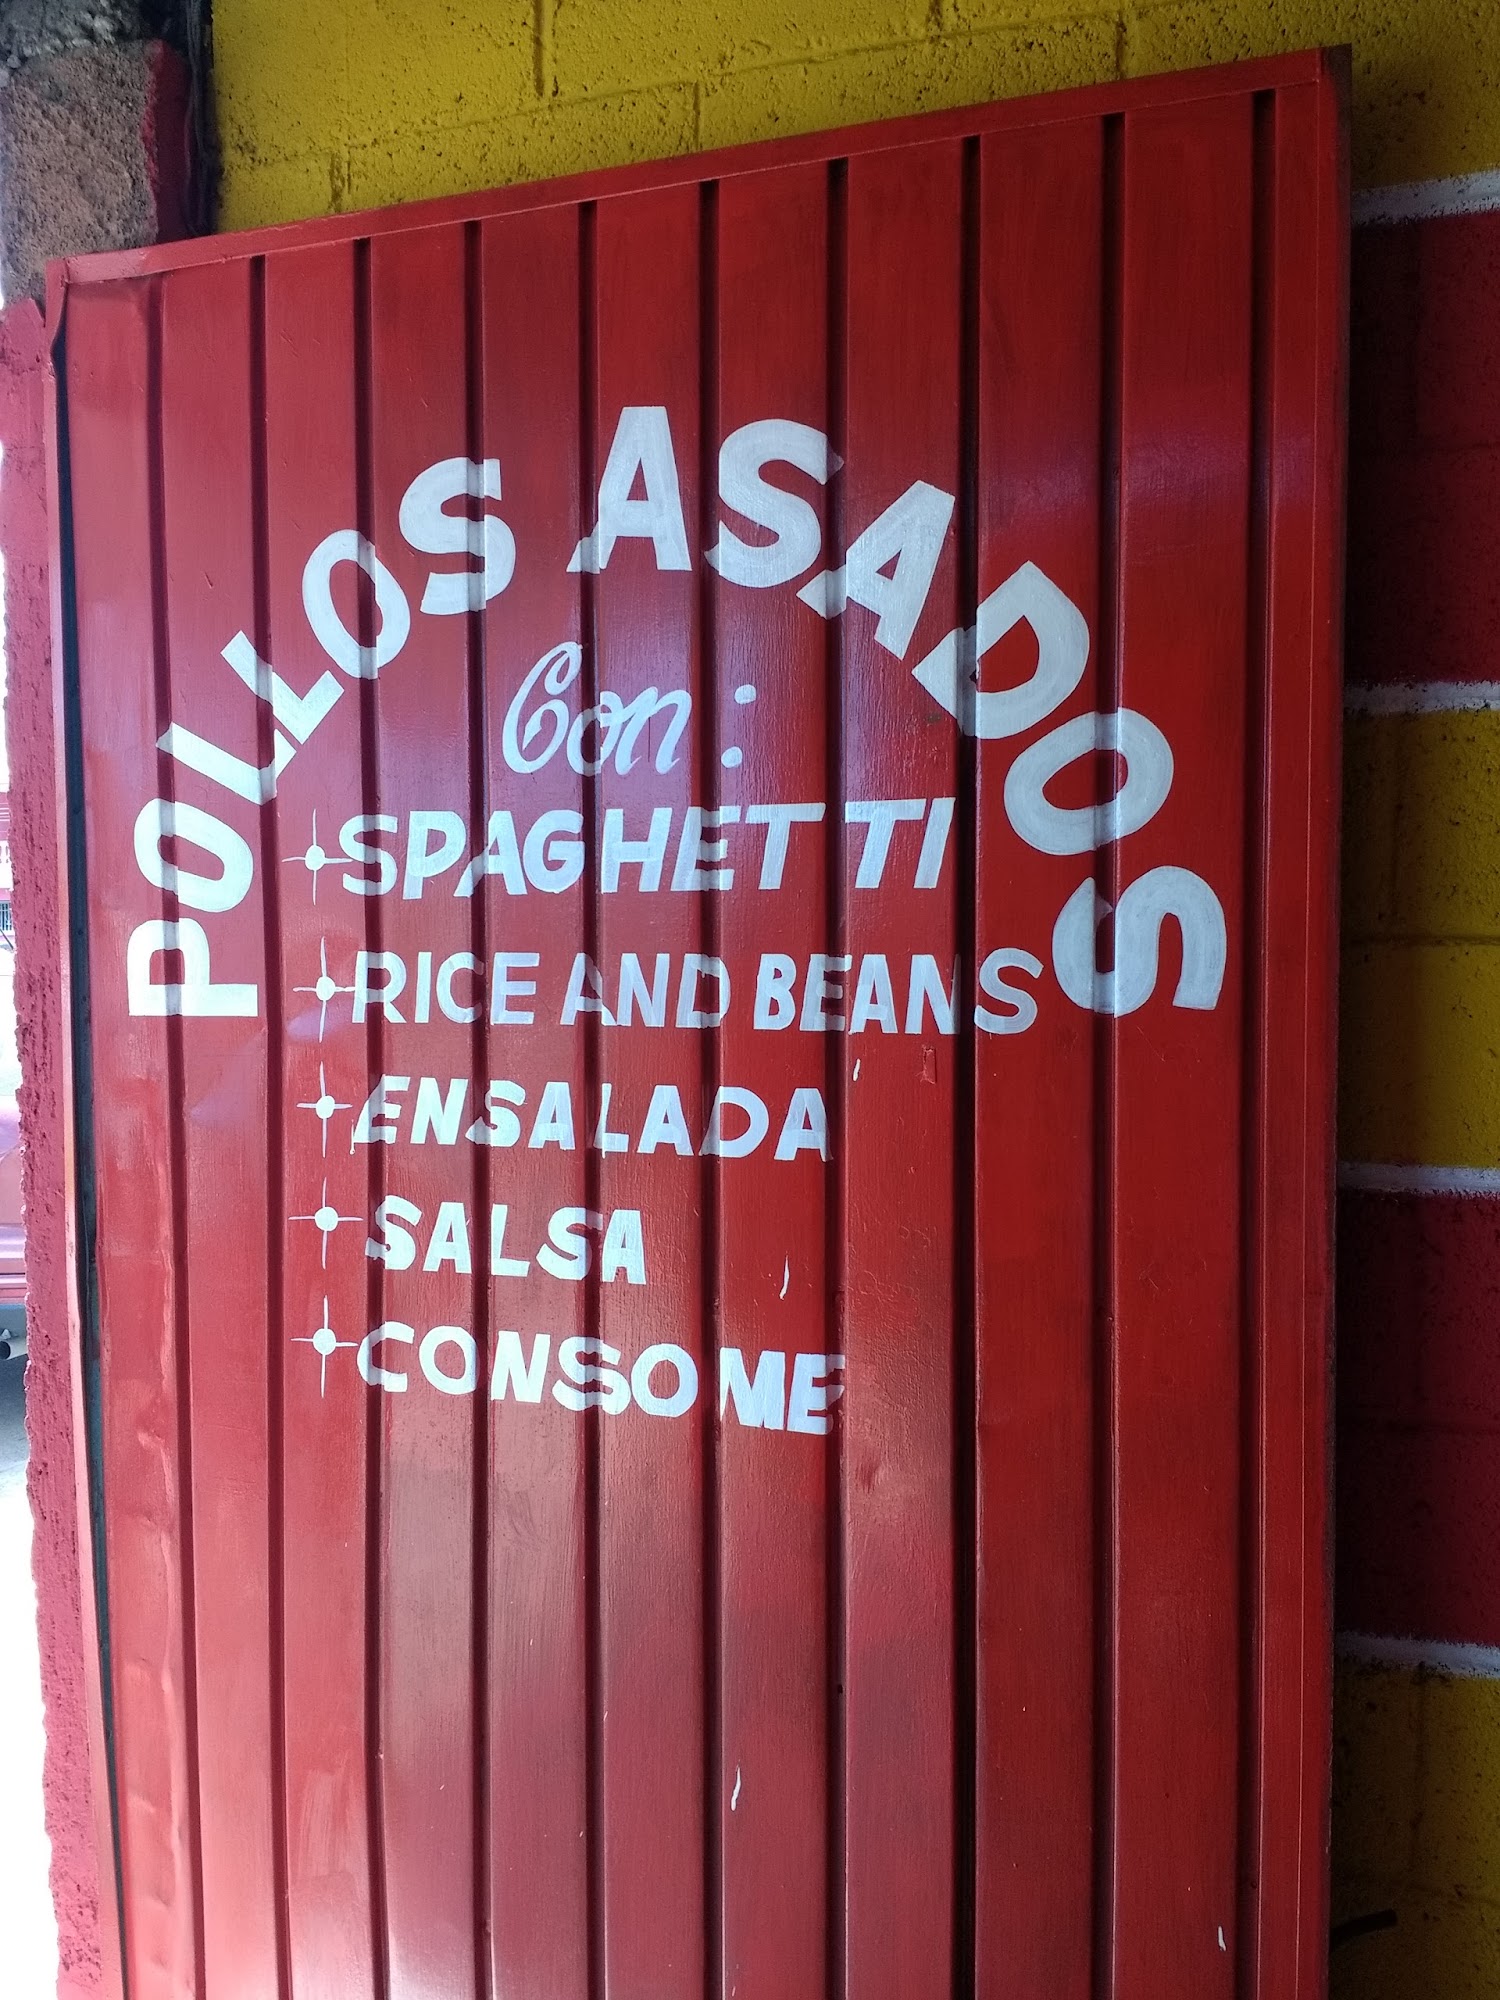 POLLOS ASADOS
Con:
SPAGHETTI
RICE AND BEANS
ENSALADA
SALSA
CONSOME